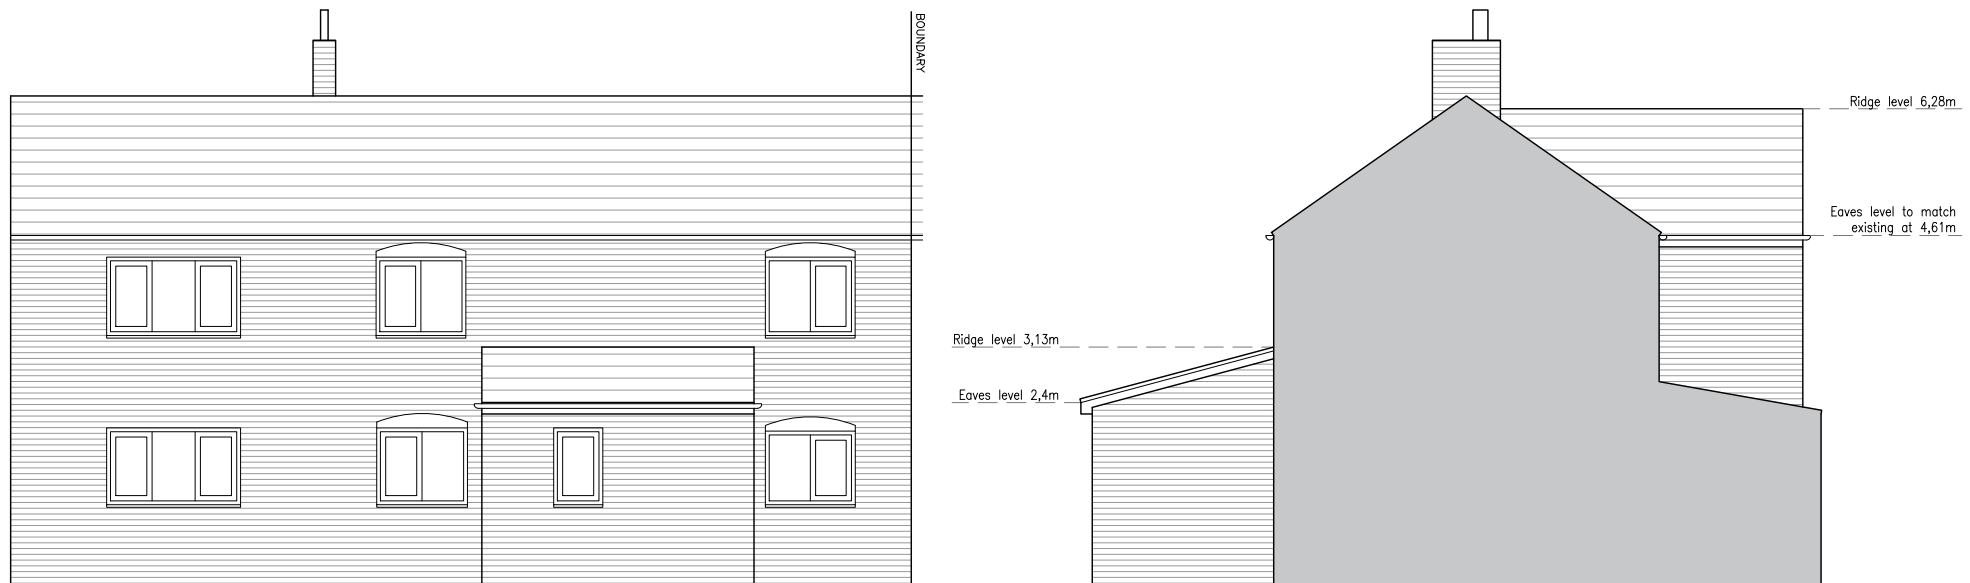 BOUNDARY
Ridge level 6,28m
Eaves level to match
existing at 4,61m
Ridge level 3,13m
Eaves level 2,4m